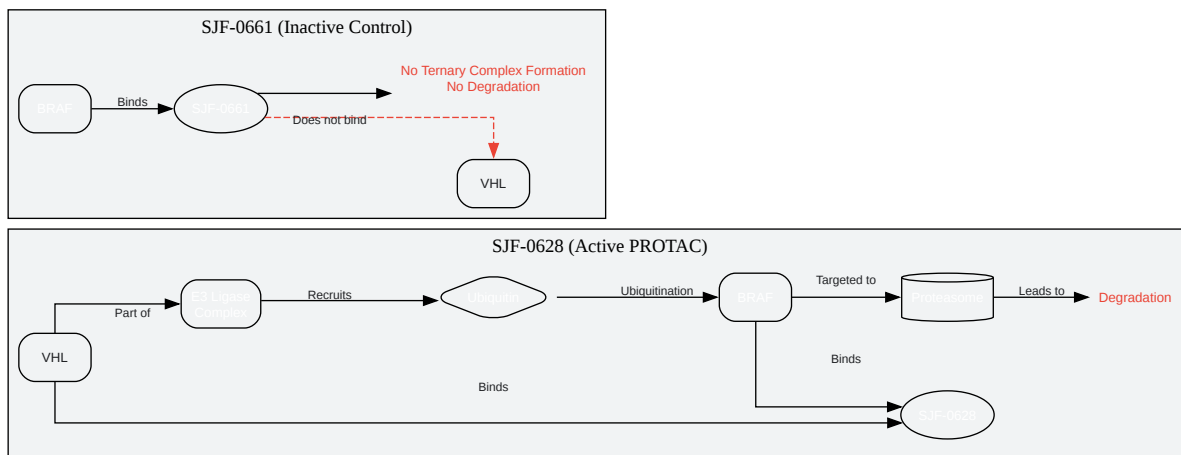 SJF-0661 (Inactive Control)
No Ternary Complex Formation
No Degradation
BRAF
Binds
SJF-0661
Does not bind
VHL
SJF-0628 (Active PROTAC)
E3 Ligase
Complex
Recruits
Ubiquitin
Ubiquitination
BRAF
Targeted to
Proteasome
Leads to
Degradation
Part of
VHL
Binds
Binds
SJF-0628